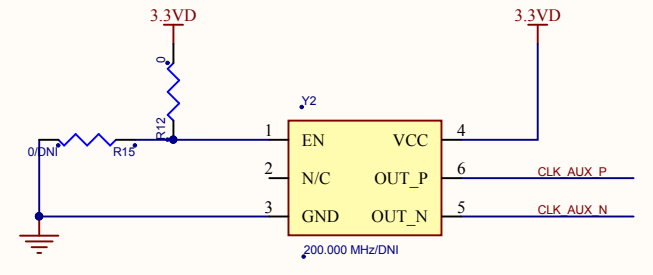 3.3VD
3.3VD
0
R12
Y2
0/DNI
R15
1
EN
VCC
4
2
N/C
OUT_P
6
CLK_AUX_P
3
GND
OUT_N
5
CLK_AUX_N
200.000 MHz/DNI